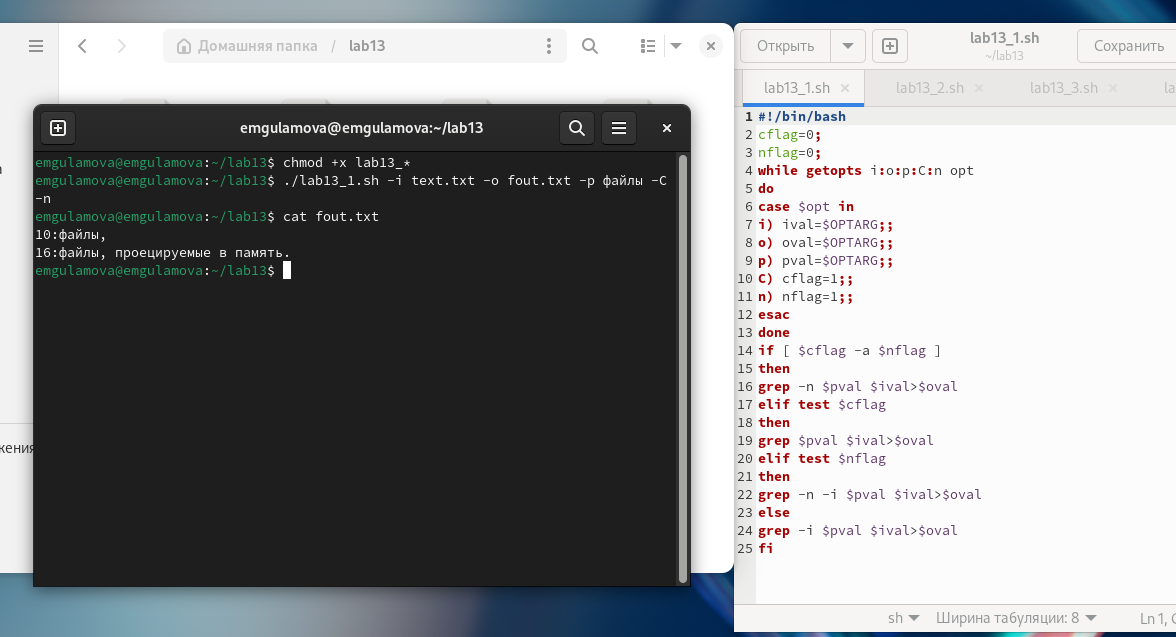 Домашняя папка / lab13
emgulamova@emgulamova:~/lab13
emgulamova@emgulamova:~/lab13$ chmod +x lab13_*
emgulamova@emgulamova:~/lab13$ ./lab13_1.sh -i text.txt -o fout.txt -p файлы -C
-n
emgulamova@emgulamova:~/lab13$ cat fout.txt
10:файлы,
16:файлы, проецируемые в память.
emgulamova@emgulamova:~/lab13$
жения
Открыть
lab13_1.sh
~/lab13
Сохранить
lab13_1.sh
lab13_2.sh
lab13_3.sh
la
1 #!/bin/bash
2 cflag=0;
3 nflag=0;
4 while getopts i:o:p:C:n opt
5 do
6 case $opt in
7 i) ival=$OPTARG;;
8 o) oval=$OPTARG;;
9 p) pval=$OPTARG;;
10 C) cflag=1;;
11 n) nflag=1;;
12 esac
13 done
14 if [ $cflag -a $nflag ]
15 then
16 grep -n $pval $ival>$oval
17 elif test $cflag
18 then
19 grep $pval $ival>$oval
20 elif test $nflag
21 then
22 grep -n -i $pval $ival>$oval
23 else
24 grep -i $pval $ival>$oval
25 fi
sh
Ширина табуляции: 8
Ln 1,